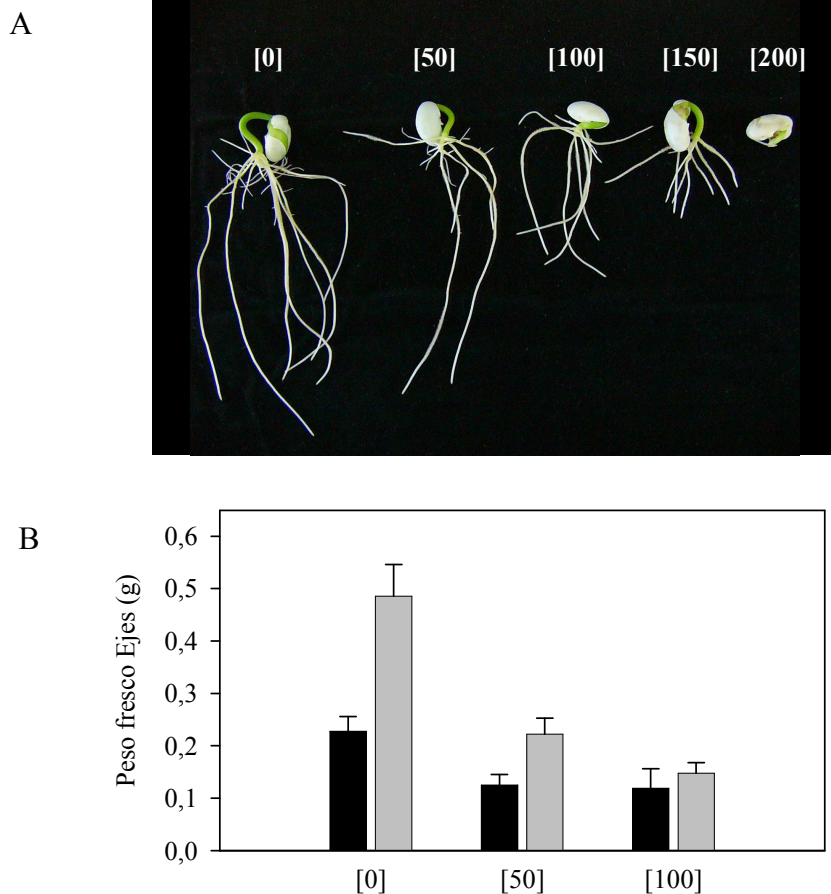 A
[0] [50] [100] [150] [200]
B
Peso fresco Ejes (g)
0,6
0,5
0,4
0,3
0,2
0,1
0,0
[0] [50] [100]